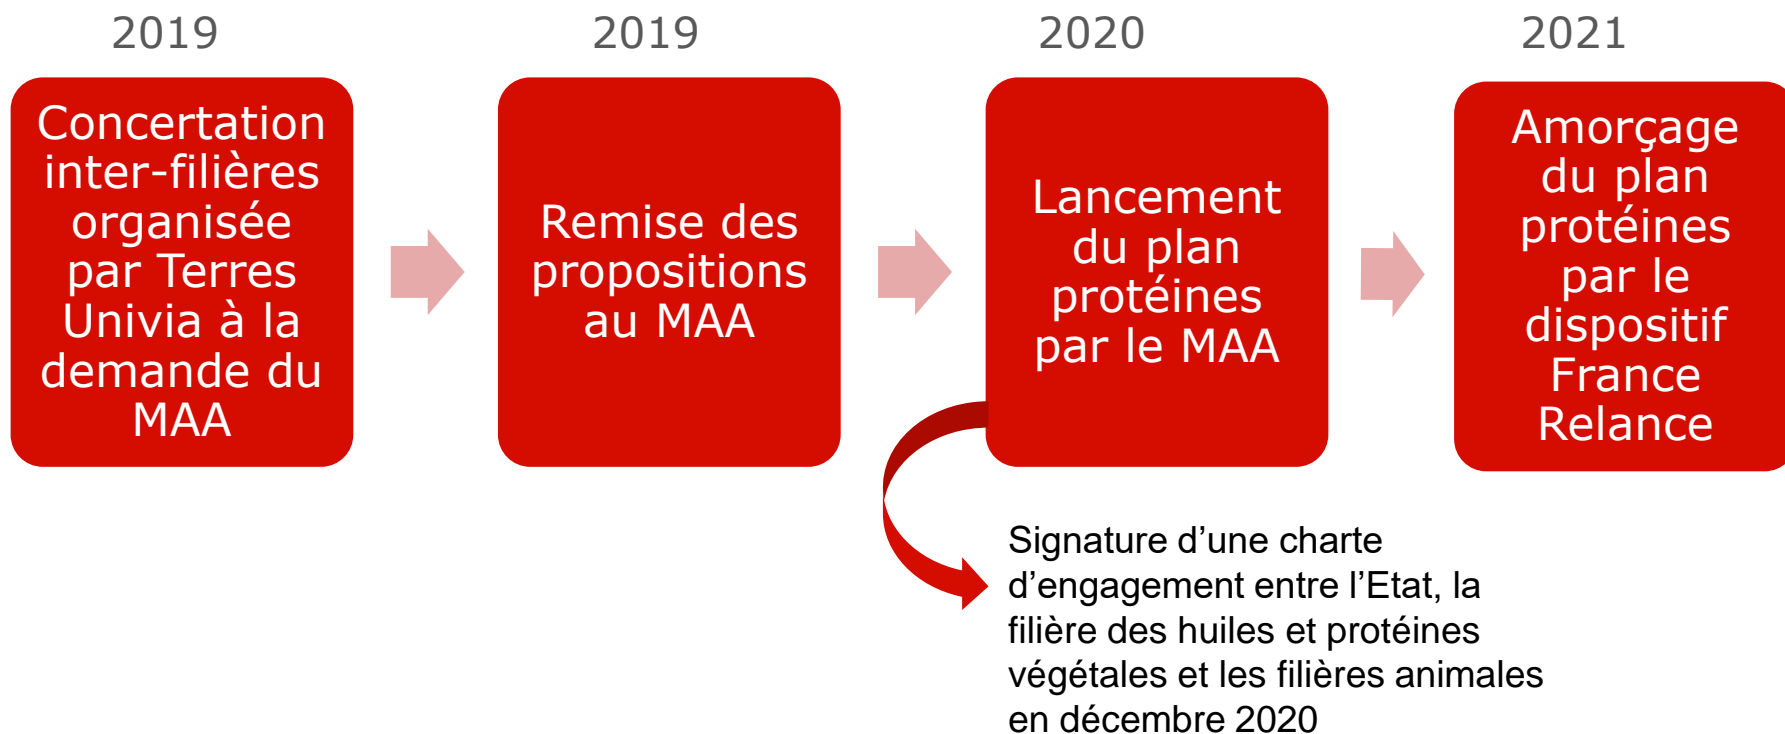 2019
Concertation
inter-filières
organisée
par Terres
Univia à la
demande du
MAA
2019
Remise des
propositions
au MAA
2020
Lancement
du plan
protéines
par le MAA
2021
Amorçage
du plan
protéines
par le
dispositif
France
Relance
Signature d’une charte
d’engagement entre l’Etat, la
filière des huiles et protéines
végétales et les filières animales
en décembre 2020